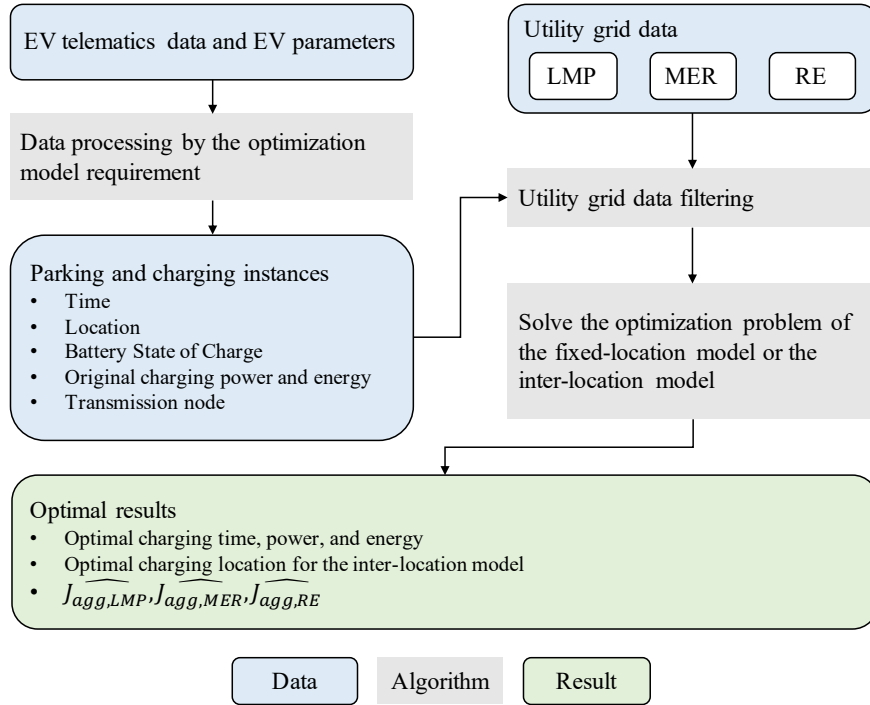 EV telematics data and EV parameters
Data processing by the optimization
model requirement
Parking and charging instances
• Time
• Location
• Battery State of Charge
• Original charging power and energy
• Transmission node
Utility grid data
LMP MER RE
Utility grid data filtering
Solve the optimization problem of
the fixed-location model or the
inter-location model
Optimal results
• Optimal charging time, power, and energy
• Optimal charging location for the inter-location model
• $J_{\widehat{agg,LMP}}, J_{\widehat{agg,MER}}, J_{\widehat{agg,RE}}$
Data Algorithm Result